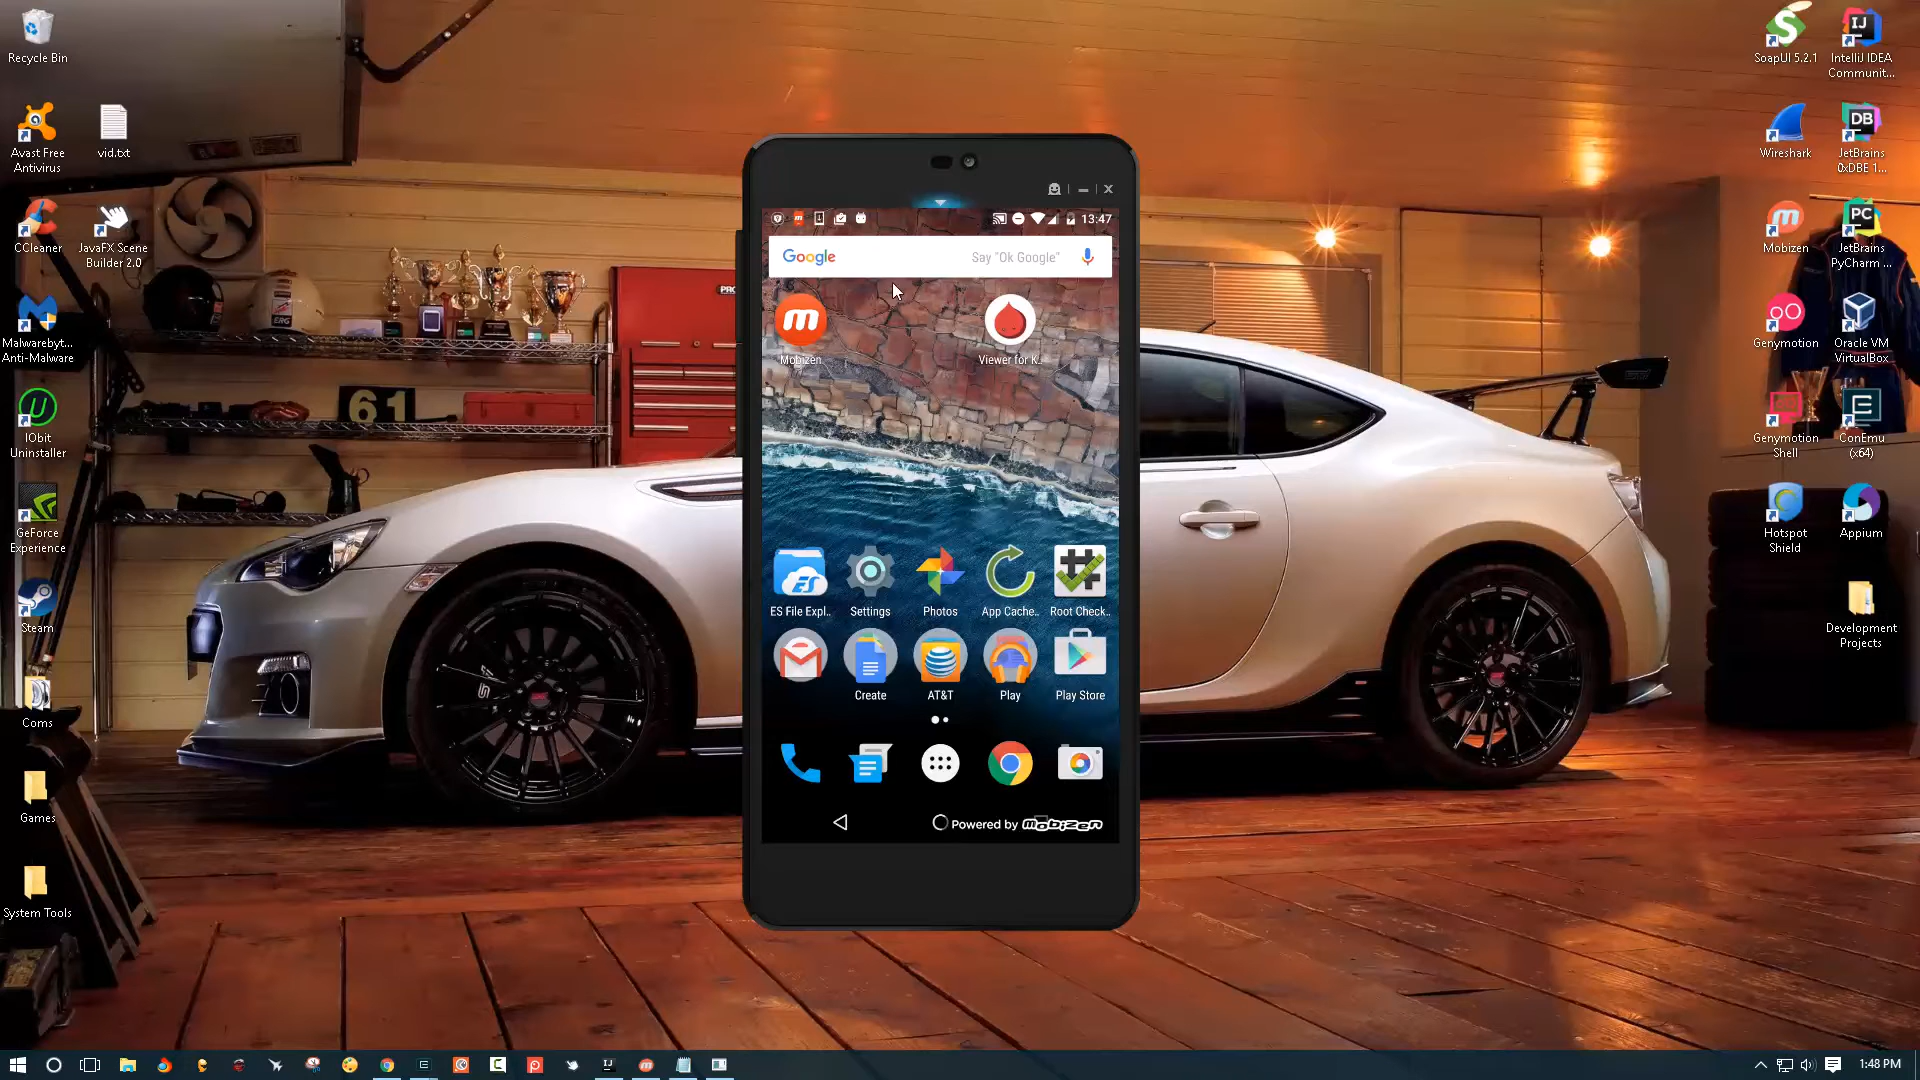 Recycle Bin
Avast Free
Antivirus
vid.txt
CCleaner
JavaFX Scene
Builder 2.0
Malwarebyt...
Anti-Malware
IObit
Uninstaller
GeForce
Experience
Steam
Coms
Games
System Tools
61
ERG
PRO
13:47
Google
Say "Ok Google"
Mobizen
Viewer for K..
ES File Expl..
Settings
Photos
App Cache..
Root Check..
Create
AT&T
Play
Play Store
Powered by mobizen
SoapUI 5.2.1
IntelliJ IDEA
Communit...
Wireshark
JetBrains
0xDBE 1...
Mobizen
JetBrains
PyCharm ...
Genymotion
Oracle VM
VirtualBox
Genymotion
Shell
ConEmu
(x64)
Hotspot
Shield
Appium
Development
Projects
1:48 PM